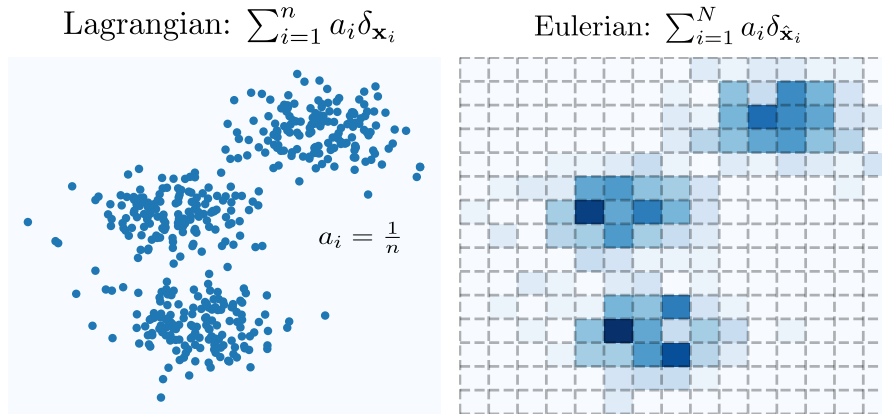 Lagrangian: $\sum_{i=1}^{n} a_i \delta_{\mathbf{x}_i}$
Eulerian: $\sum_{i=1}^{N} a_i \delta_{\hat{\mathbf{x}}_i}$
$a_i = \frac{1}{n}$